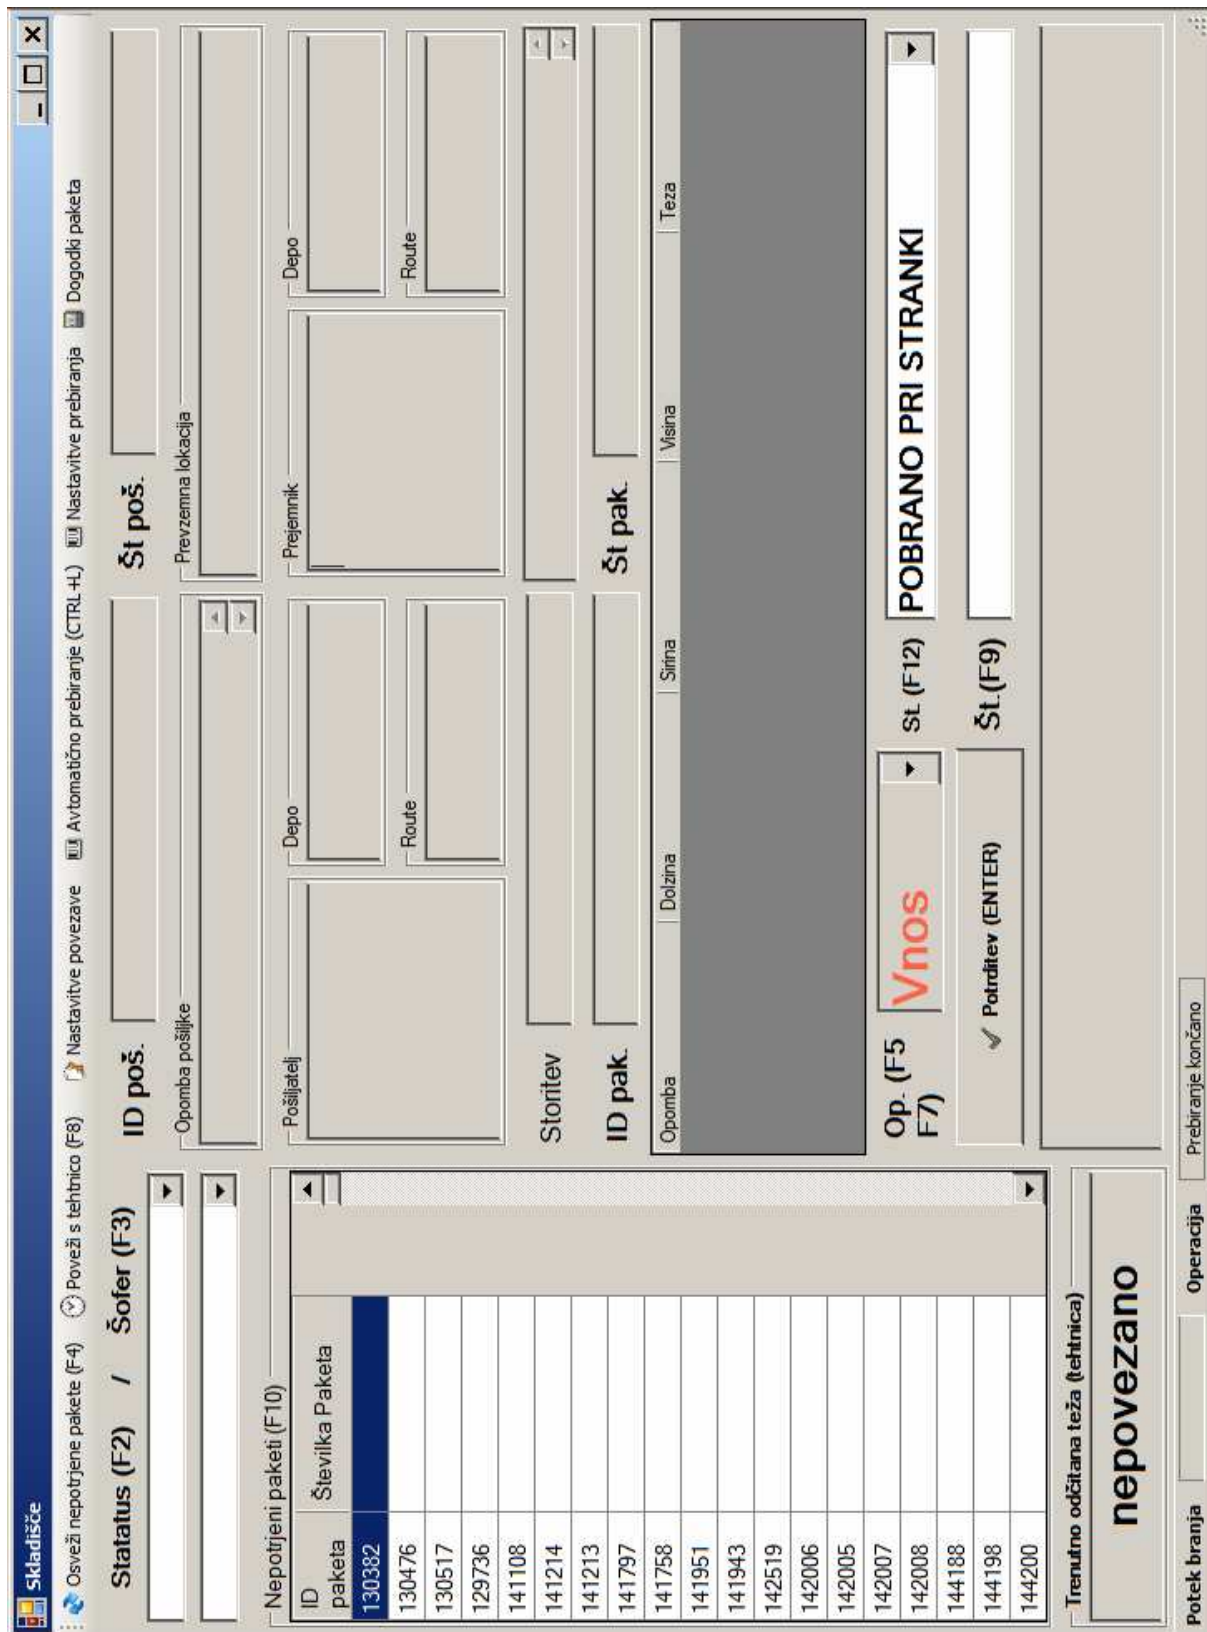 Skladišče
Osveži nepotrjene pakete (F4) Poveži s tehtnico (F8) Nastavitve povezave Avtomatično prebiranje (CTRL+L) Nastavitve prebiranja Dogodki paketa
Statatus (F2) / Šofer (F3)
ID poš.
Št poš.
Opomba pošiljke
Prevzemna lokacija
Nepotrjeni paketi (F10)
ID paketa
Številka Paketa
130382
130476
130517
129736
141108
141214
141213
141797
141758
141951
141943
142519
142006
142005
142007
142008
144188
144198
144200
Pošiljatelj
Depo
Route
Prejemnik
Depo
Route
Storitev
ID pak.
Št pak.
Opomba Dolzina Sirina Visina Teza
Op. (F5
F7)
Vnos
St. (F12)
POBRANO PRI STRANKI
Potrditev (ENTER)
Št.(F9)
Trenutno odčitana teža (tehtnica)
nepovezano
Potek branja
Operacija
Prebiranje končano